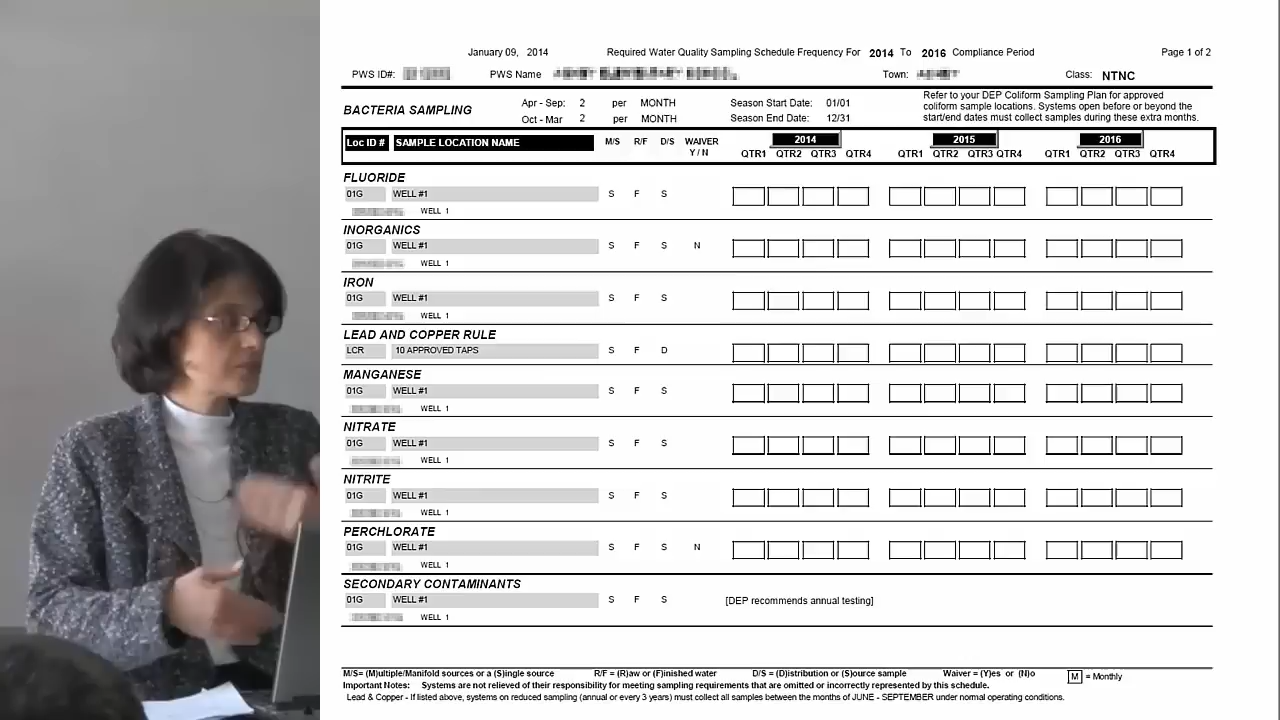 January 09, 2014 Required Water Quality Sampling Schedule Frequency For 2014 To 2016 Compliance Period Page 1 of 2
PWS ID#: PWS Name Town: Class: NTNC
BACTERIA SAMPLING
Apr - Sep: 2 per MONTH Season Start Date: 01/01
Oct - Mar 2 per MONTH Season End Date: 12/31
Refer to your DEP Coliform Sampling Plan for approved
coliform sample locations. Systems open before or beyond the
start/end dates must collect samples during these extra months.
Loc ID # SAMPLE LOCATION NAME M/S R/F D/S WAIVER Y / N
2014 2015 2016
QTR1 QTR2 QTR3 QTR4 QTR1 QTR2 QTR3 QTR4 QTR1 QTR2 QTR3 QTR4
FLUORIDE
01G WELL #1 S F S
WELL 1
INORGANICS
01G WELL #1 S F S N
WELL 1
IRON
01G WELL #1 S F S
WELL 1
LEAD AND COPPER RULE
LCR 10 APPROVED TAPS S F D
MANGANESE
01G WELL #1 S F S
WELL 1
NITRATE
01G WELL #1 S F S
WELL 1
NITRITE
01G WELL #1 S F S
WELL 1
PERCHLORATE
01G WELL #1 S F S N
WELL 1
SECONDARY CONTAMINANTS
01G WELL #1 S F S [DEP recommends annual testing]
WELL 1
M/S= (M)ultiple/Manifold sources or a (S)ingle source R/F = (R)aw or (F)inished water D/S = (D)istribution or (S)ource sample Waiver = (Y)es or (N)o M = Monthly
Important Notes: Systems are not relieved of their responsibility for meeting sampling requirements that are omitted or incorrectly represented by this schedule.
Lead & Copper - If listed above, systems on reduced sampling (annual or every 3 years) must collect all samples between the months of JUNE - SEPTEMBER under normal operating conditions.